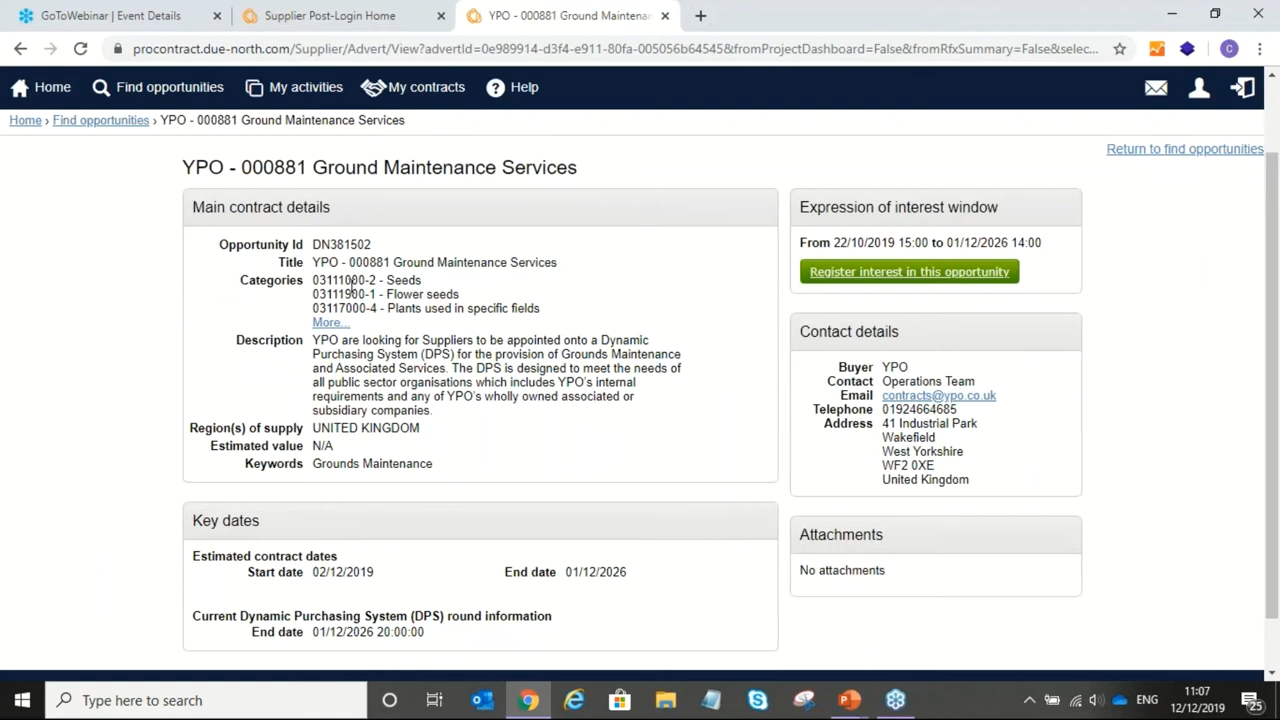 GoToWebinar | Event Details
Supplier Post-Login Home
YPO - 000881 Ground Maintenanc
procontract.due-north.com/Supplier/Advert/View?advertId=0e989914-d3f4-e911-80fa-005056b64545&fromProjectDashboard=False&fromRfxSummary=False&selec...
C
Home
Find opportunities
My activities
My contracts
Help
Home › Find opportunities › YPO - 000881 Ground Maintenance Services
Return to find opportunities
YPO - 000881 Ground Maintenance Services
Main contract details
Opportunity Id DN381502
Title YPO - 000881 Ground Maintenance Services
Categories 03111000-2 - Seeds
03111900-1 - Flower seeds
03117000-4 - Plants used in specific fields
More...
Description YPO are looking for Suppliers to be appointed onto a Dynamic
Purchasing System (DPS) for the provision of Grounds Maintenance
and Associated Services. The DPS is designed to meet the needs of
all public sector organisations which includes YPO's internal
requirements and any of YPO's wholly owned associated or
subsidiary companies.
Region(s) of supply UNITED KINGDOM
Estimated value N/A
Keywords Grounds Maintenance
Expression of interest window
From 22/10/2019 15:00 to 01/12/2026 14:00
Register interest in this opportunity
Contact details
Buyer YPO
Contact Operations Team
Email contracts@ypo.co.uk
Telephone 01924664685
Address 41 Industrial Park
Wakefield
West Yorkshire
WF2 0XE
United Kingdom
Key dates
Estimated contract dates
Start date 02/12/2019 End date 01/12/2026
Current Dynamic Purchasing System (DPS) round information
End date 01/12/2026 20:00:00
Attachments
No attachments
Type here to search
ENG
11:07
12/12/2019
25